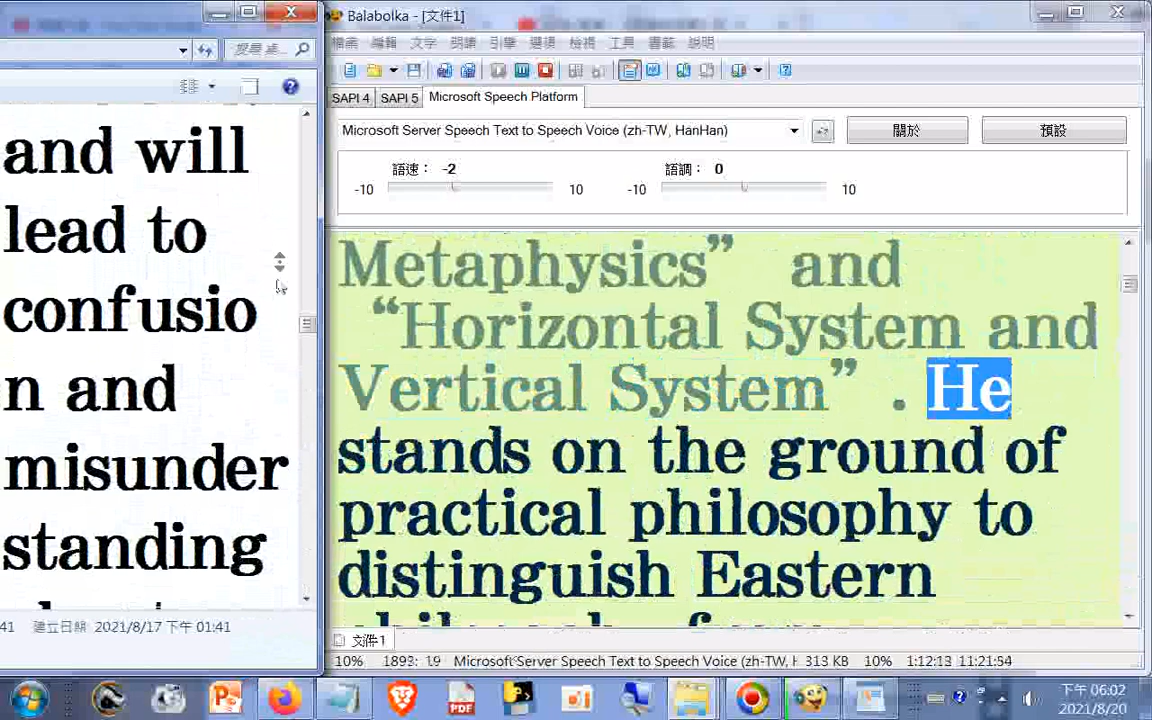 搜尋桌...
and will
lead to
confusio
n and
misunder
standing
41 建立日期: 2021/8/17 下午 01:41
Balabolka - [文件1]
檔案 編輯 文字 朗讀 引擎 選項 檢視 工具 書籤 說明
SAPI 4 SAPI 5 Microsoft Speech Platform
Microsoft Server Speech Text to Speech Voice (zh-TW, HanHan) 關於 預設
語速: -2 語調: 0
-10 10 -10 10
Metaphysics” and
“Horizontal System and
Vertical System” . He
stands on the ground of
practical philosophy to
distinguish Eastern
文件1
10% 1893: 19 Microsoft Server Speech Text to Speech Voice (zh-TW, H 313 KB 10% 1:12:13 11:21:54
下午 06:02
2021/8/20